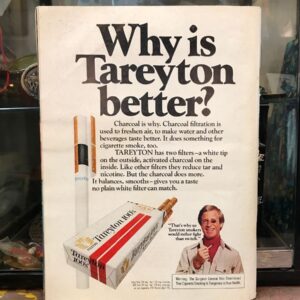 Why is
Tareyton
better?
Charcoal is why. Charcoal filtration is
used to freshen air, to make water and other
beverages taste better. It does something for
cigarette smoke, too.
TAREYTON has two filters—a white tip
on the outside, activated charcoal on the
inside. Like other filters they reduce tar and
nicotine. But the charcoal does more.
It balances, smooths—gives you a taste
no plain white filter can match.
"That's why us
Tareyton smokers
would rather fight
than switch."
Tareyton 100's
Tareyton
100's
Warning: The Surgeon General Has Determined
That Cigarette Smoking Is Dangerous to Your Health.